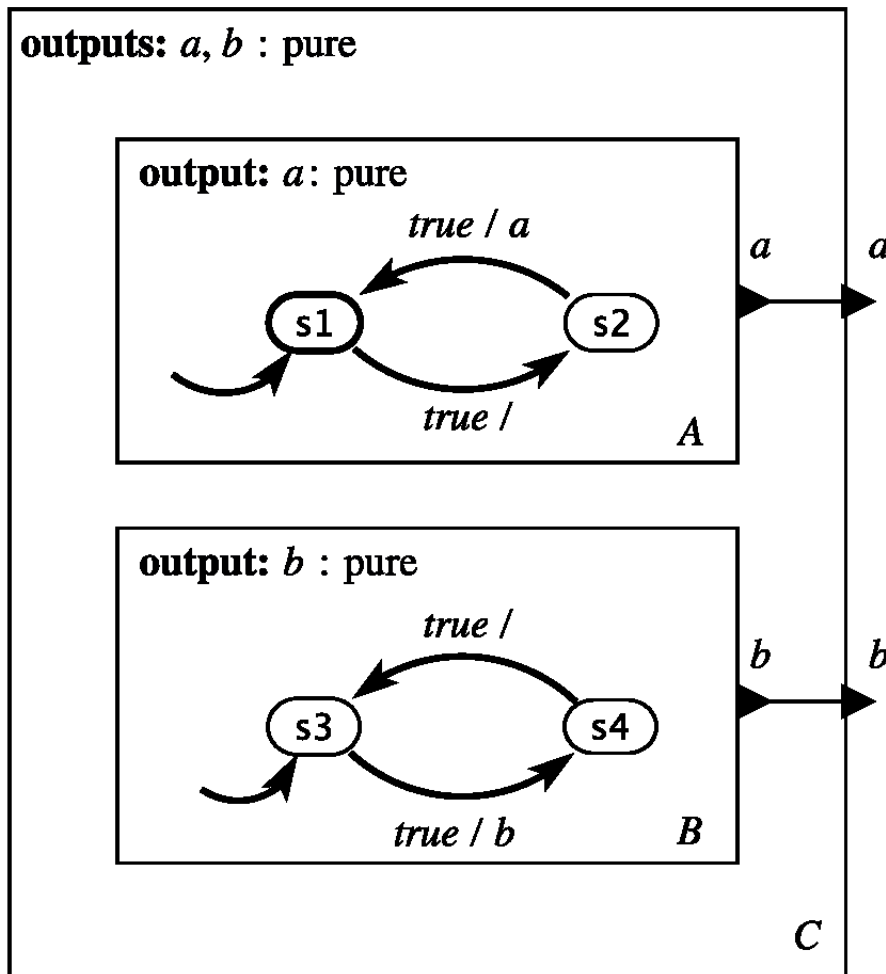 outputs: a, b : pure
output: a: pure
true / a
a
a
s1
s2
true /
A
output: b : pure
true /
b
b
s3
s4
true / b
B
C